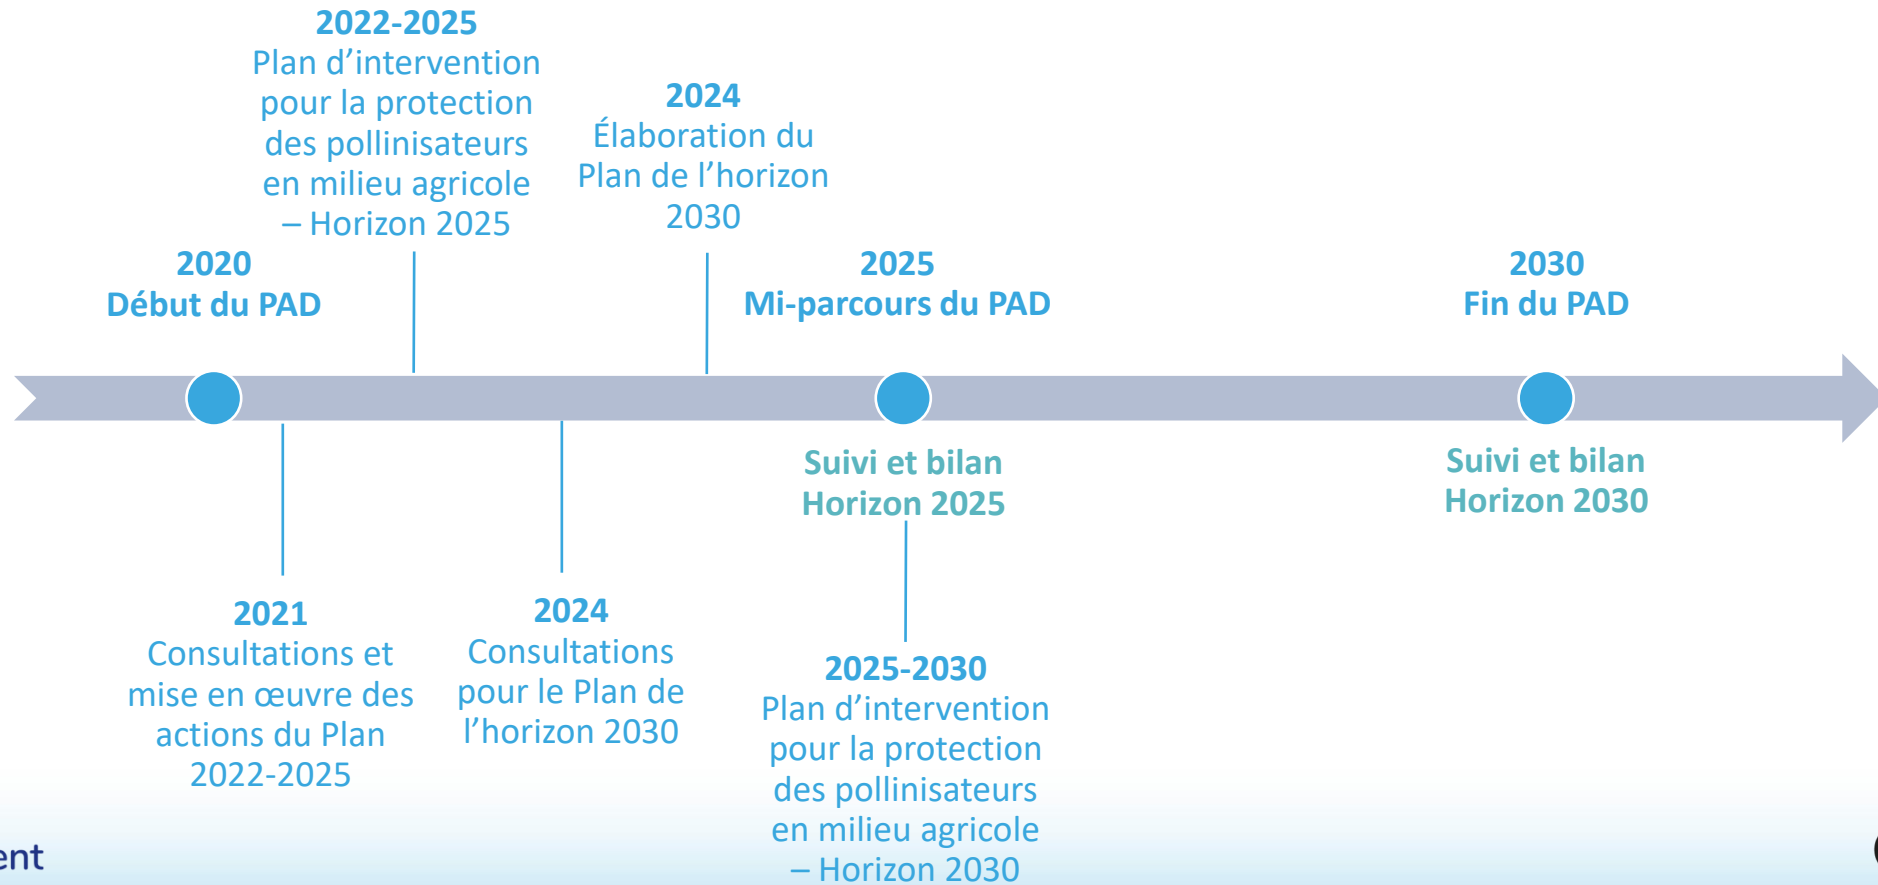 2022-2025
Plan d’intervention
pour la protection
des pollinisateurs
en milieu agricole
– Horizon 2025
2024
Élaboration du
Plan de l’horizon
2030
2020
Début du PAD
2025
Mi-parcours du PAD
2030
Fin du PAD
Suivi et bilan
Horizon 2025
Suivi et bilan
Horizon 2030
2021
Consultations et
mise en œuvre des
actions du Plan
2022-2025
2024
Consultations
pour le Plan de
l’horizon 2030
2025-2030
Plan d’intervention
pour la protection
des pollinisateurs
en milieu agricole
– Horizon 2030